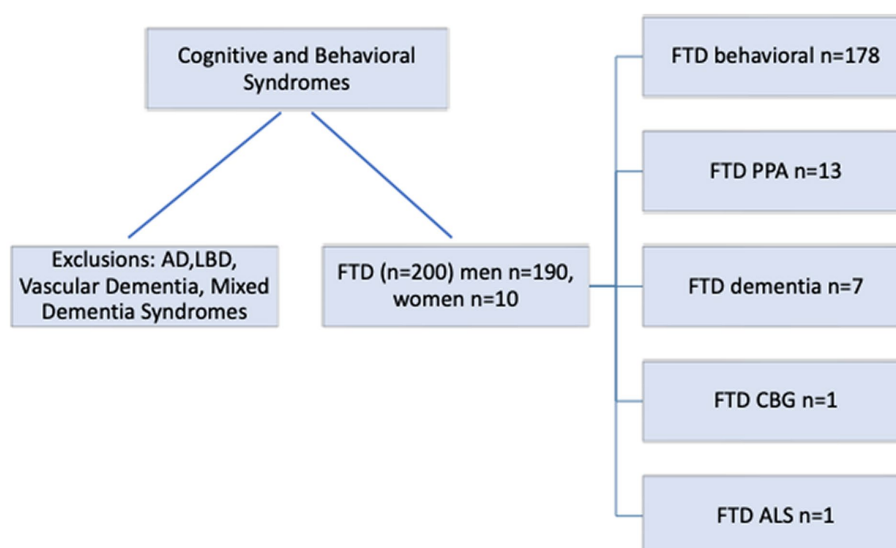 Cognitive and Behavioral
Syndromes
Exclusions: AD,LBD,
Vascular Dementia, Mixed
Dementia Syndromes
FTD (n=200) men n=190,
women n=10
FTD behavioral n=178
FTD PPA n=13
FTD dementia n=7
FTD CBG n=1
FTD ALS n=1